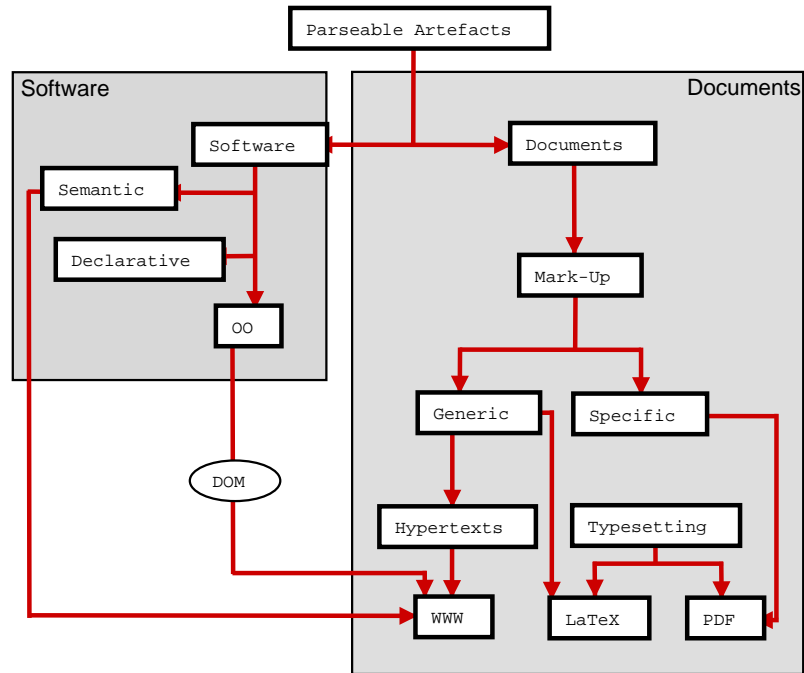 Parseable Artefacts
Software
Documents
Software
Documents
Semantic
Declarative
Mark-Up
OO
Generic
Specific
DOM
Hypertexts
Typesetting
WWW
LaTeX
PDF